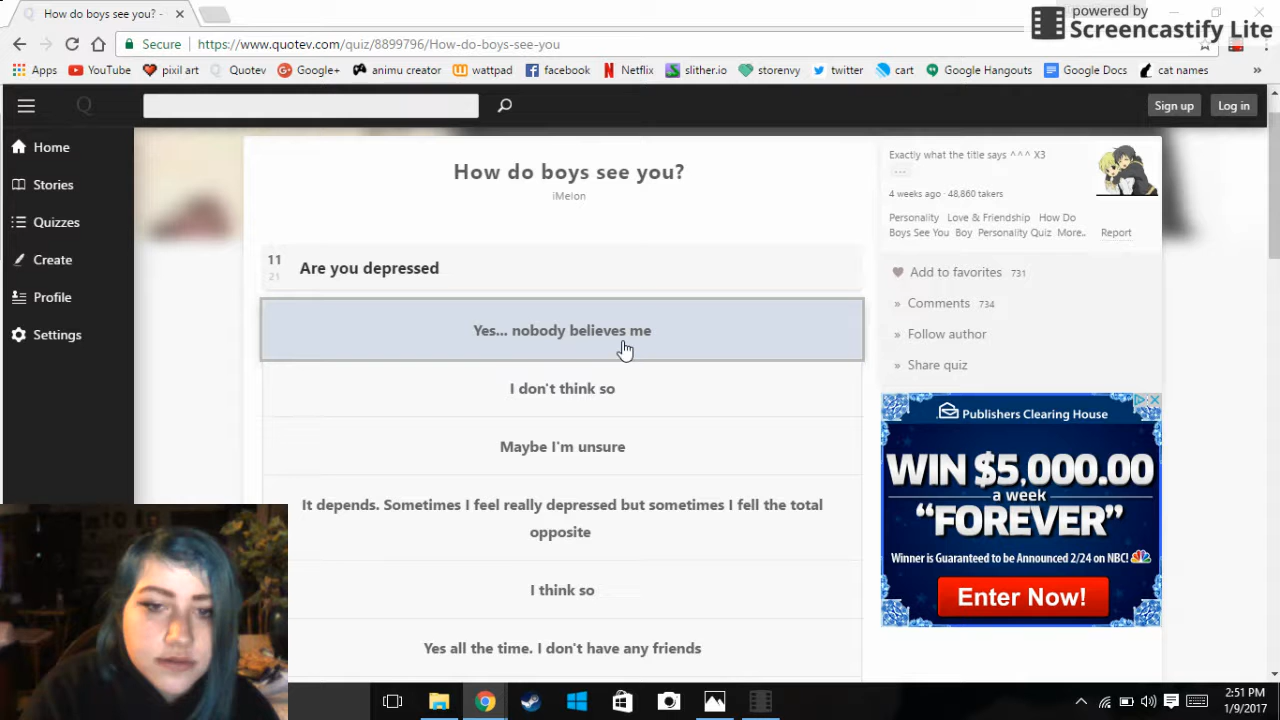 How do boys see you? -
powered by
Screencastify Lite
Secure
https://www.quotev.com/quiz/8899796/How-do-boys-see-you
Apps
YouTube
pixil art
Quotev
Google+
animu creator
wattpad
facebook
Netflix
slither.io
storenvy
twitter
cart
Google Hangouts
Google Docs
cat names
»
Q
Sign up
Log in
Home
Stories
Quizzes
Create
Profile
Settings
How do boys see you?
iMelon
11
21
Are you depressed
Yes... nobody believes me
I don't think so
Maybe I'm unsure
It depends. Sometimes I feel really depressed but sometimes I fell the total
opposite
I think so
Yes all the time. I don't have any friends
Exactly what the title says ^^^ X3
...
4 weeks ago · 48,860 takers
Personality Love & Friendship How Do
Boys See You Boy Personality Quiz More..
Report
Add to favorites 731
» Comments 734
» Follow author
» Share quiz
Publishers Clearing House
WIN $5,000.00
a week
"FOREVER"
Winner is Guaranteed to be Announced 2/24 on NBC!
Enter Now!
2:51 PM
1/9/2017